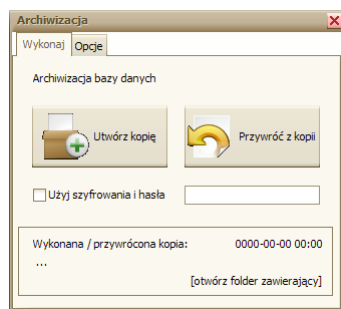 Archiwizacja
Wykonaj Opcje
Archiwizacja bazy danych
Utwórz kopię Przywróć z kopii
Użyj szyfrowania i hasła
Wykonana / przywrócona kopia: 0000-00-00 00:00
...
[otwórz folder zawierający]